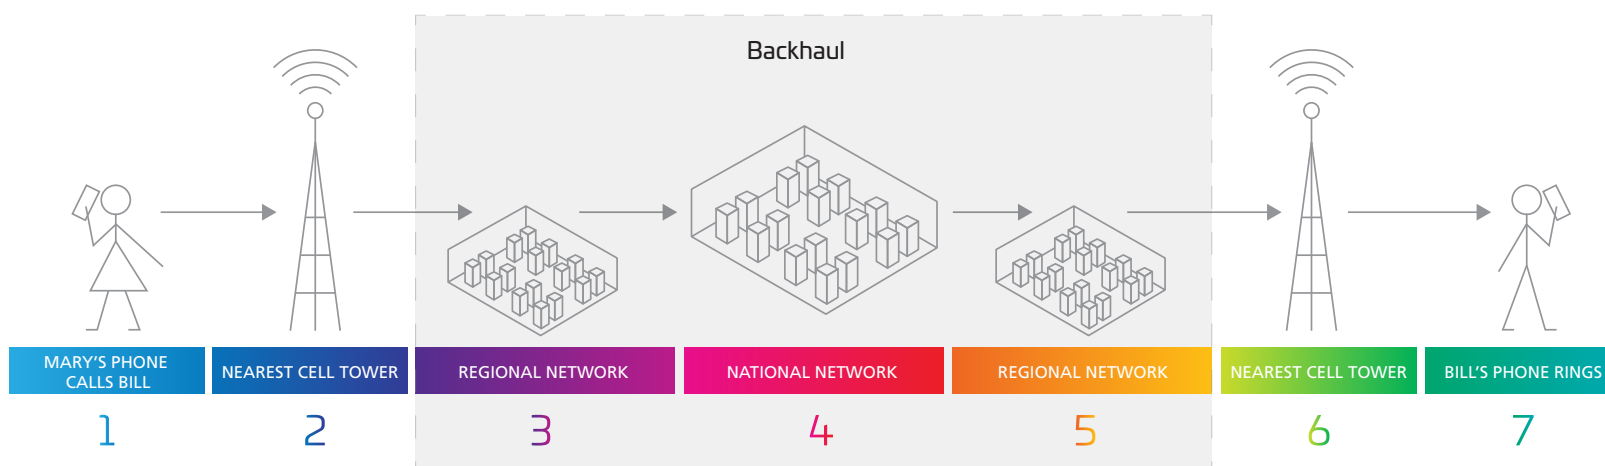 Backhaul
MARY'S PHONE
CALLS BILL
NEAREST CELL TOWER
REGIONAL NETWORK
NATIONAL NETWORK
REGIONAL NETWORK
NEAREST CELL TOWER
BILL'S PHONE RINGS
1
2
3
4
5
6
7